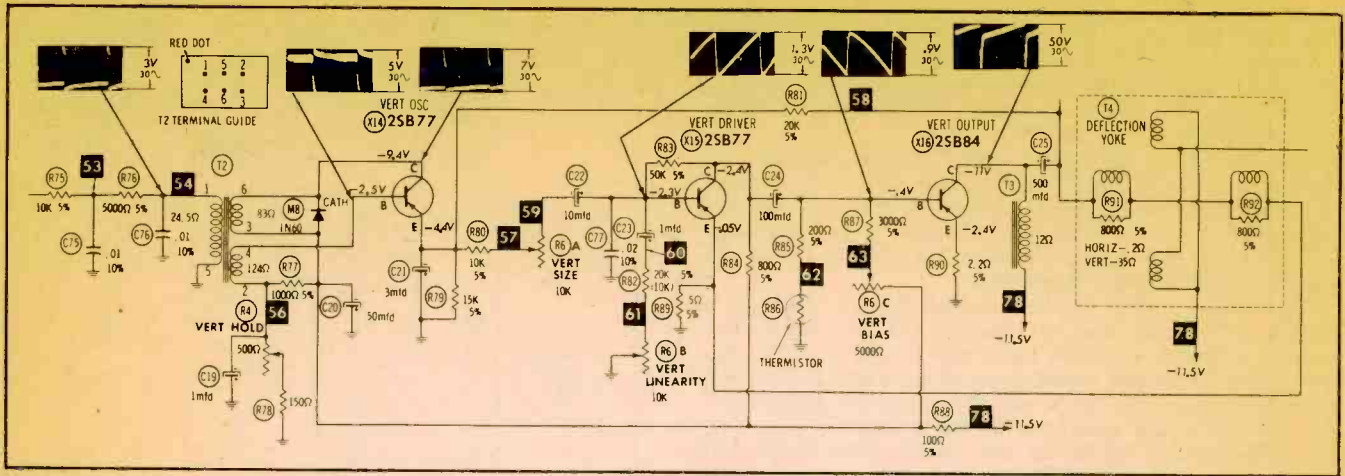 RED DOT
1 5 2
4 6 3
T2 TERMINAL GUIDE
3V
30~
5V
30~
7V
30~
1.3V
30~
.9V
30~
50V
30~
VERT OSC
X14 2SB77
VERT DRIVER
X15 2SB77
VERT OUTPUT
X16 2SB84
T4
DEFLECTION
YOKE
R81
20K
5%
58
53
54
R75
10K 5%
R76
5000Ω 5%
C75
.01
10%
C76
.01
10%
24.5Ω
T2
1
5
6
3
4
2
83Ω
124Ω
M8
1N60
CATH
R77
1000Ω 5%
C20
50mfd
56
R4
VERT HOLD
500Ω
C19
1mfd
R78
150Ω
-9.4V
C
2.5V
B
E
-4.4V
C21
3mfd
R79
15K
5%
R80
10K
5%
57
59
R6 A
VERT
SIZE
10K
C22
10mfd
C77
.02
10%
C23
1mfd
60
R82
20K
5%
(10K)
61
R6 B
VERT
LINEARITY
10K
R83
50K 5%
-2.3V
B
C
-2.4V
E
-.05V
R89
5Ω
5%
R84
800Ω
5%
C24
100mfd
R85
200Ω
5%
62
R86
THERMISTOR
R87
3000Ω
5%
63
R6 C
VERT
BIAS
5000Ω
-.4V
B
C
-11V
E
-2.4V
R90
2.2Ω
5%
C25
500
mfd
T3
12Ω
78
-11.5V
R91
800Ω 5%
HORIZ-.2Ω
VERT-35Ω
R92
800Ω
5%
78
-11.5V
R88
100Ω
5%
78
-11.5V